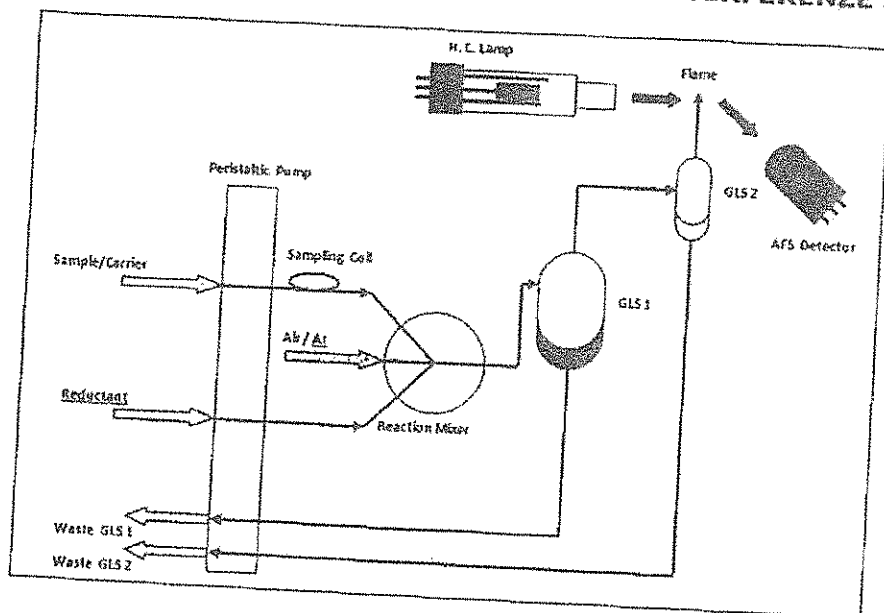 H. C. Lamp
Flame
Peristaltic Pump
GLS 2
AFS Detector
Sample/Carrier
Sampling Coil
GLS 1
/ Ar
Reductant
Reaction Mixer
Waste GLS 1
Waste GLS 2